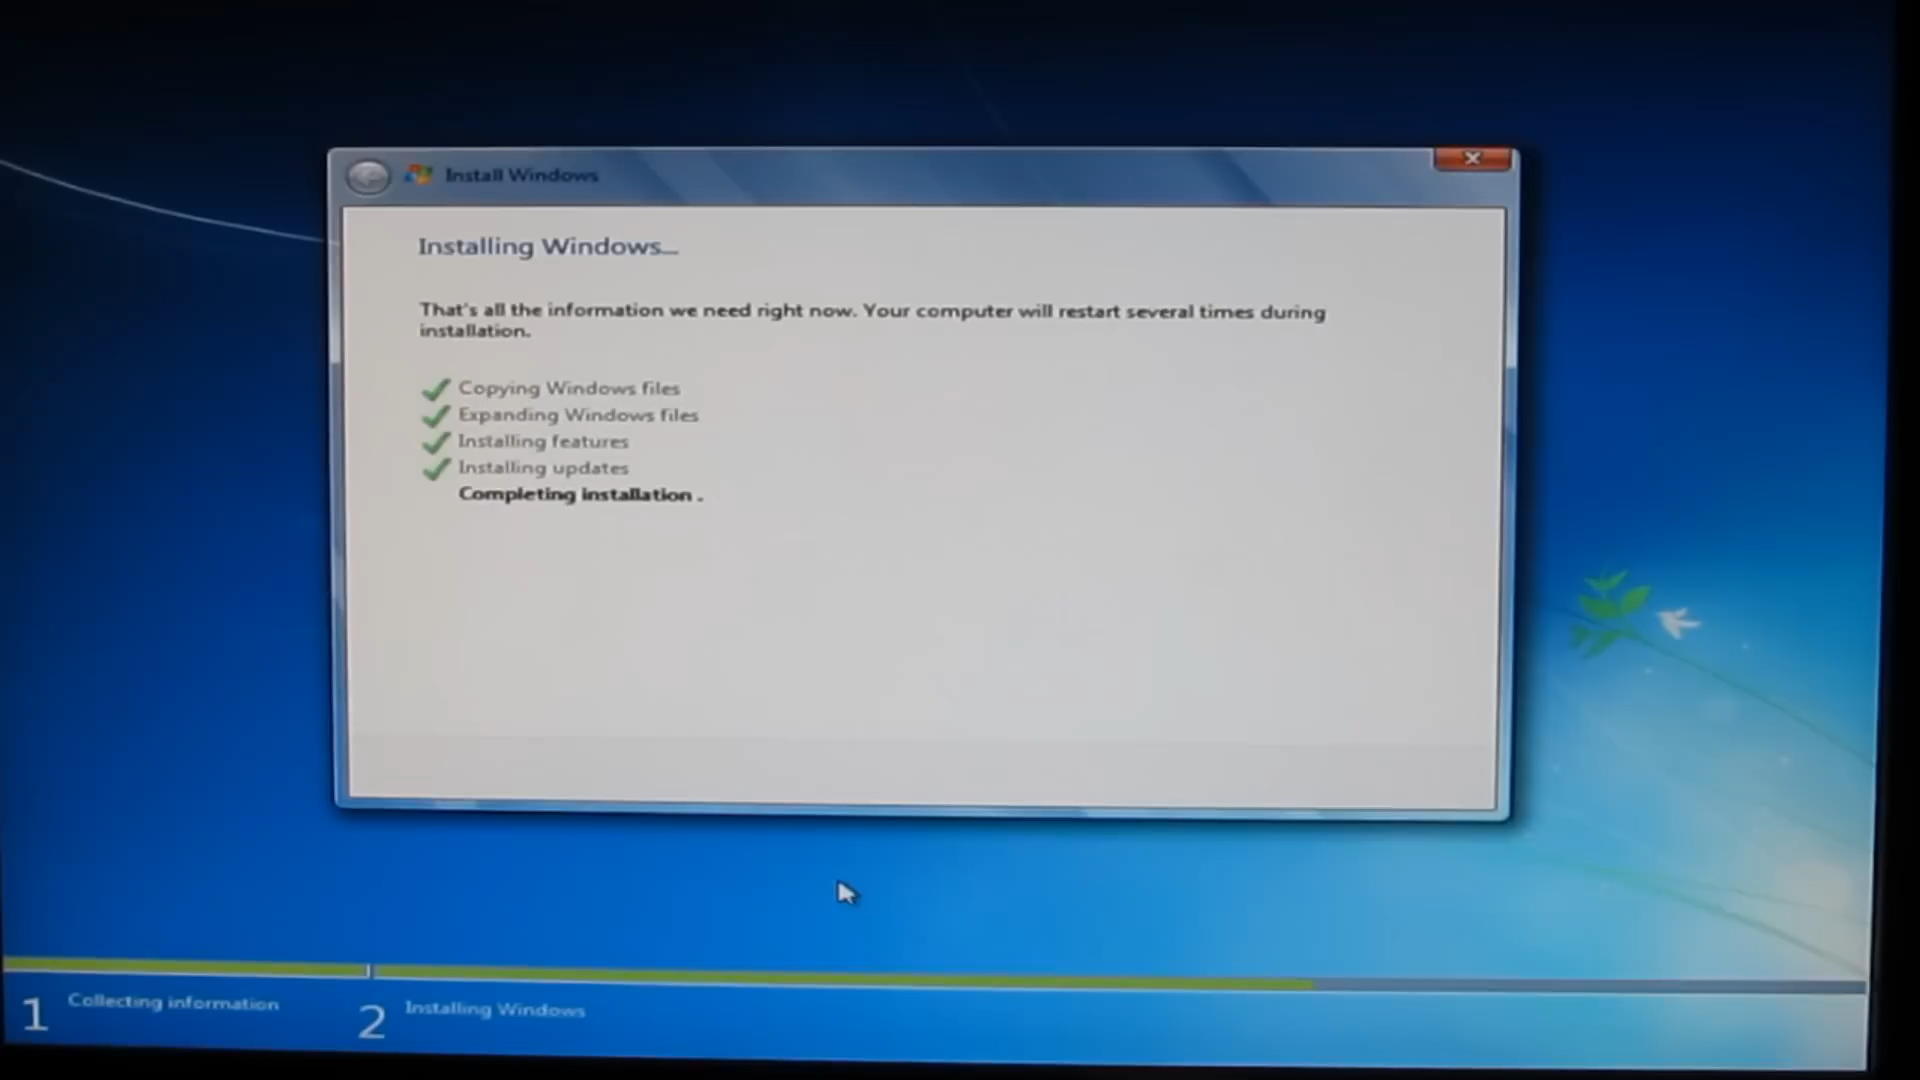 Install Windows
Installing Windows...
That's all the information we need right now. Your computer will restart several times during
installation.
Copying Windows files
Expanding Windows files
Installing features
Installing updates
Completing installation .
1 Collecting information
2 Installing Windows